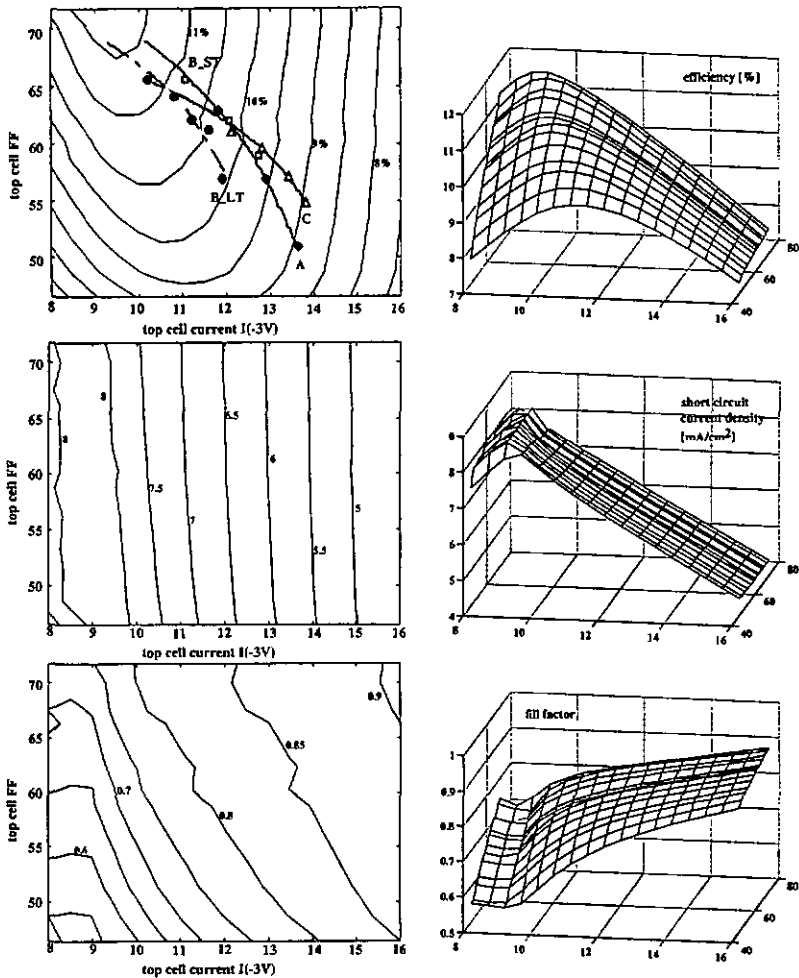 70
65
60
55
50
top cell FF
11%
10%
9%
8%
B_ST
B_LT
C
A
8 9 10 11 12 13 14 15 16
top cell current I(-3V)
efficiency [%]
12
11
10
9
8
7
8 10 12 14 16
40 60 80
70
65
60
55
50
top cell FF
8
8
7.5
7
6.5
6
5.5
5
8 9 10 11 12 13 14 15 16
top cell current I(-3V)
short circuit
current density
[mA/cm²]
9
8
7
6
5
4
8 10 12 14 16
40 60 80
70
65
60
55
50
top cell FF
0.6
0.7
0.8
0.85
0.9
8 9 10 11 12 13 14 15 16
top cell current I(-3V)
fill factor
1
0.9
0.8
0.7
0.6
0.5
8 10 12 14 16
40 60 80